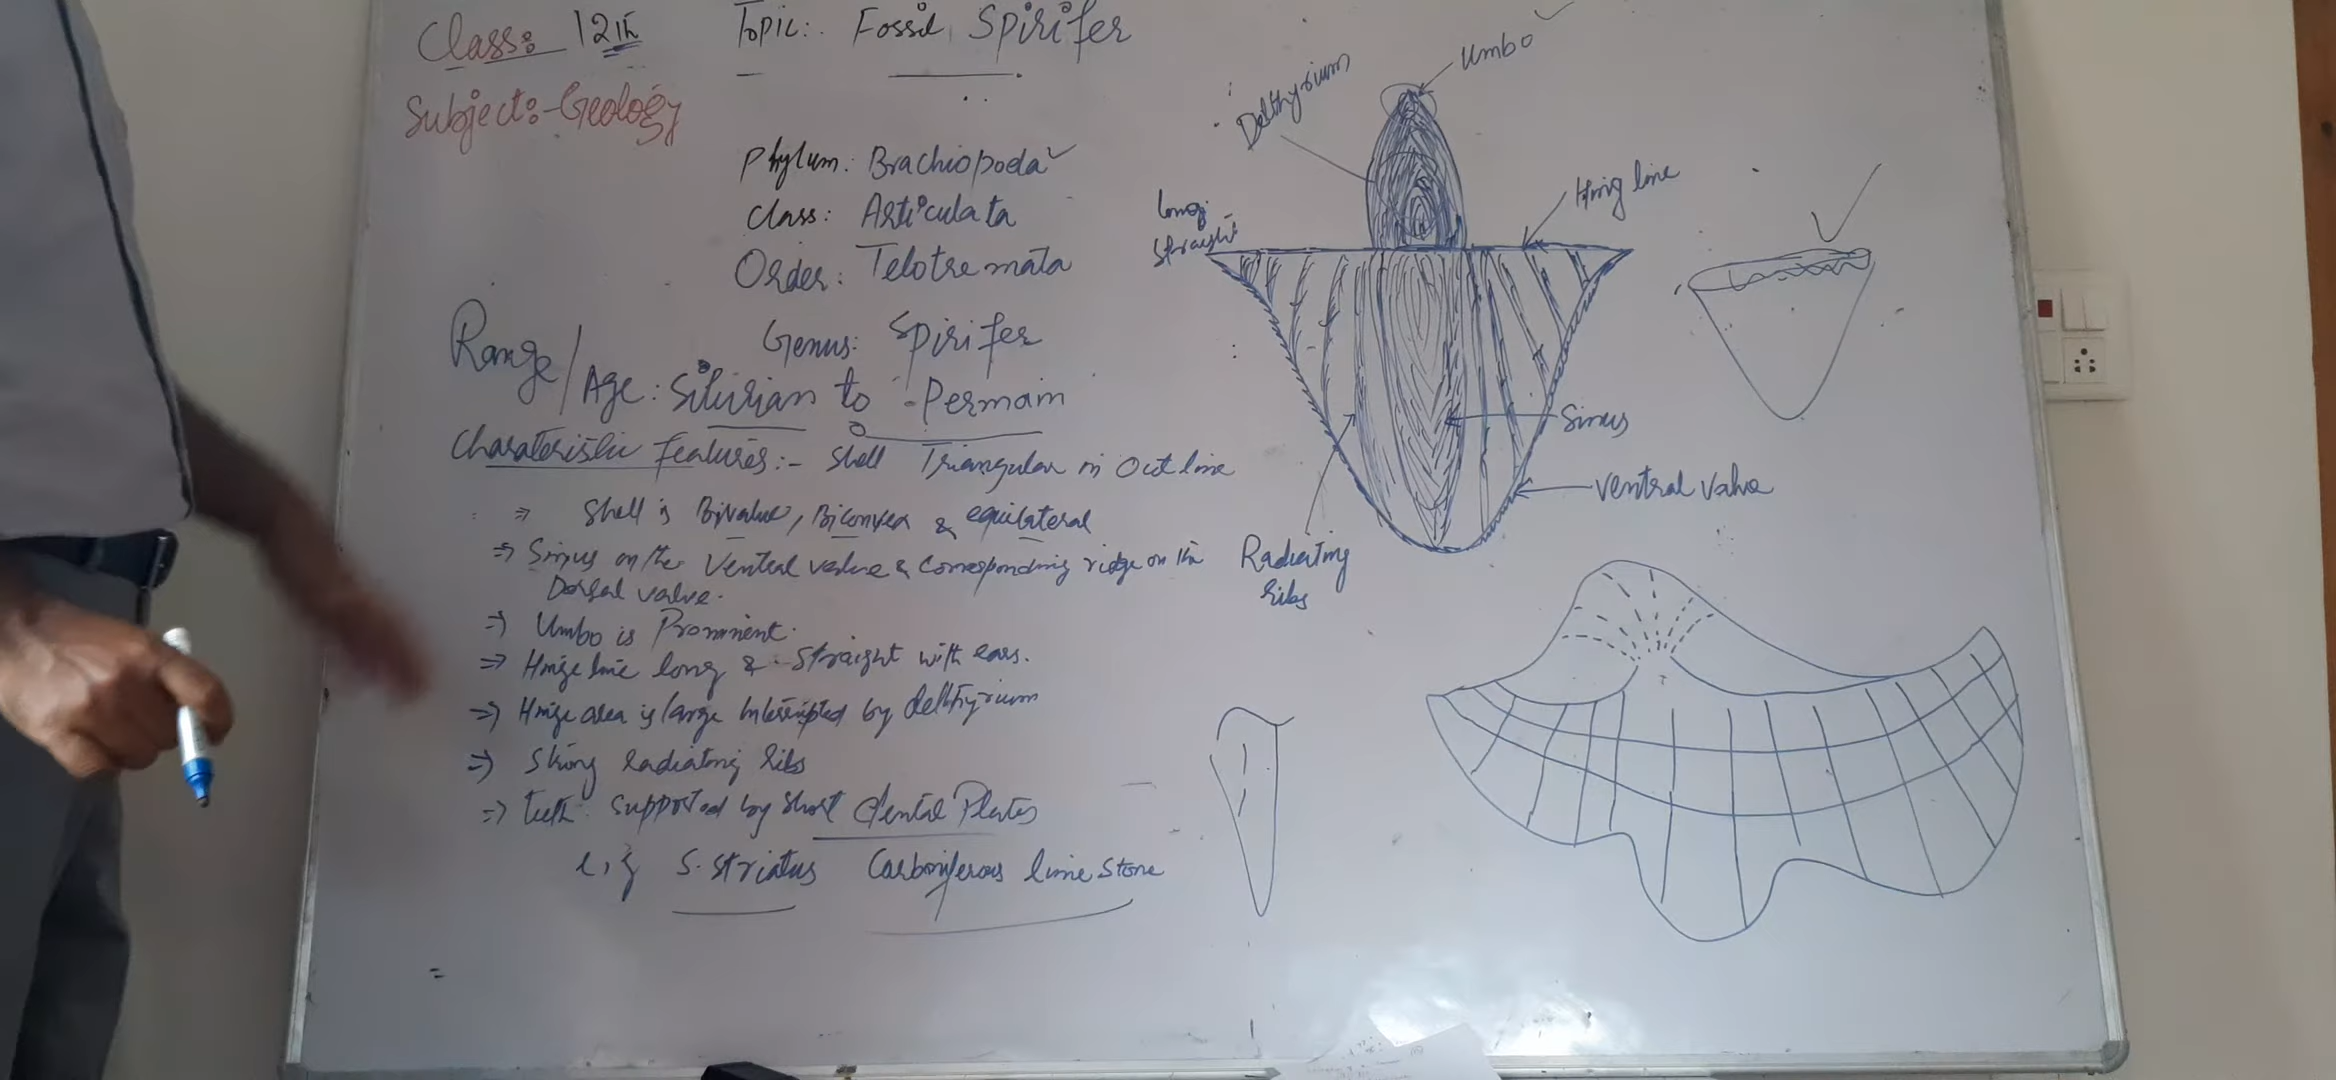 Class: 12th Topic: Fossil Spirifer
Subject:- Geology
Phylum: Brachiopoda
Class: Articulata
Order: Telotremata
Genus: Spirifer
Range/Age: Silurian to Permain
Charateristic features:- Shell Triangular in Outline
⇒ Shell is Bivalve, Biconvex & equilateral
⇒ Sinus on the Ventral valve & Corresponding ridge on the
Dorsal valve.
⇒ Umbo is Prominent.
⇒ Hinge line long & straight with ears.
⇒ Hinge area is large Interrupted by delthyrium
⇒ Strong radiating ribs
⇒ teeth: supported by short dental Plates
e.g S. striatus Carboniferous lime stone
Umbo
Delthyrium
Hing line
long
straight
Sinus
Ventral Valve
Radiating
ribs